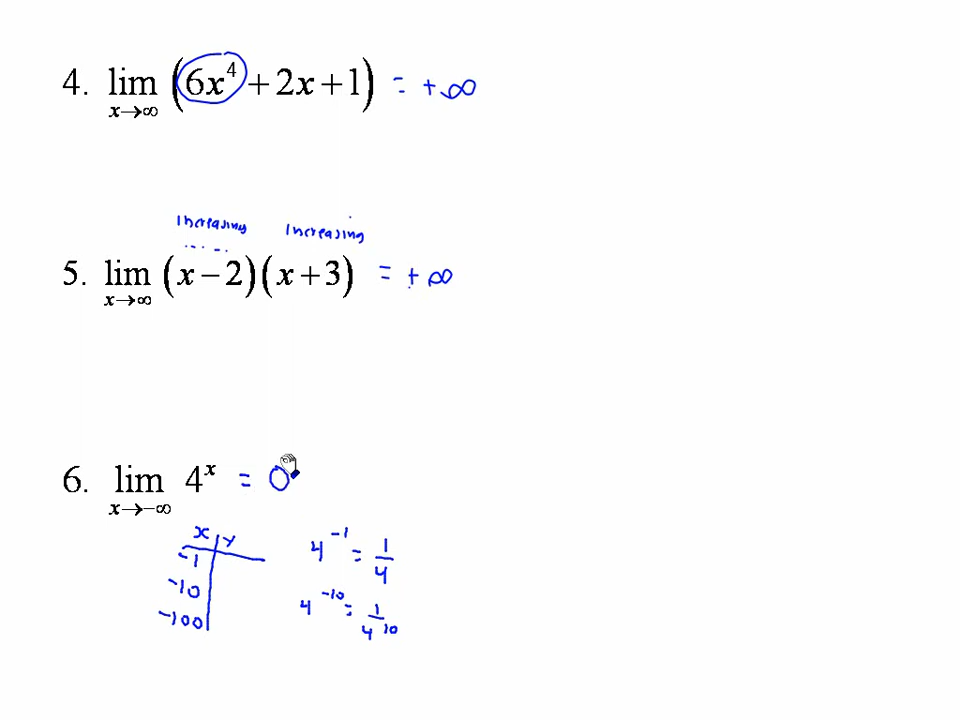 4. lim x→∞ (6x⁴ + 2x + 1) = +∞
Increasing Increasing
5. lim x→∞ (x − 2)(x + 3) = +∞
6. lim x→−∞ 4ˣ = 0
x y
−1 4⁻¹ = 1/4
−10
−100 4⁻¹⁰ = 1/4¹⁰